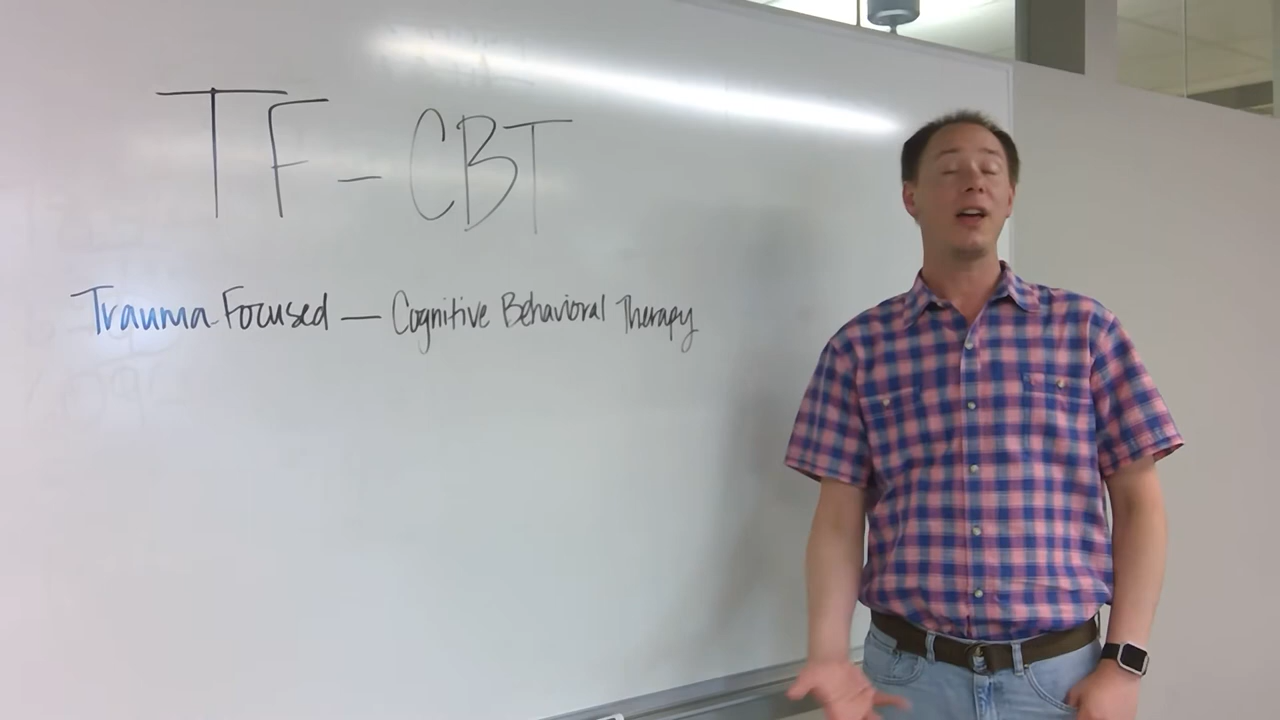 TF - CBT
Trauma-Focused — Cognitive Behavioral Therapy